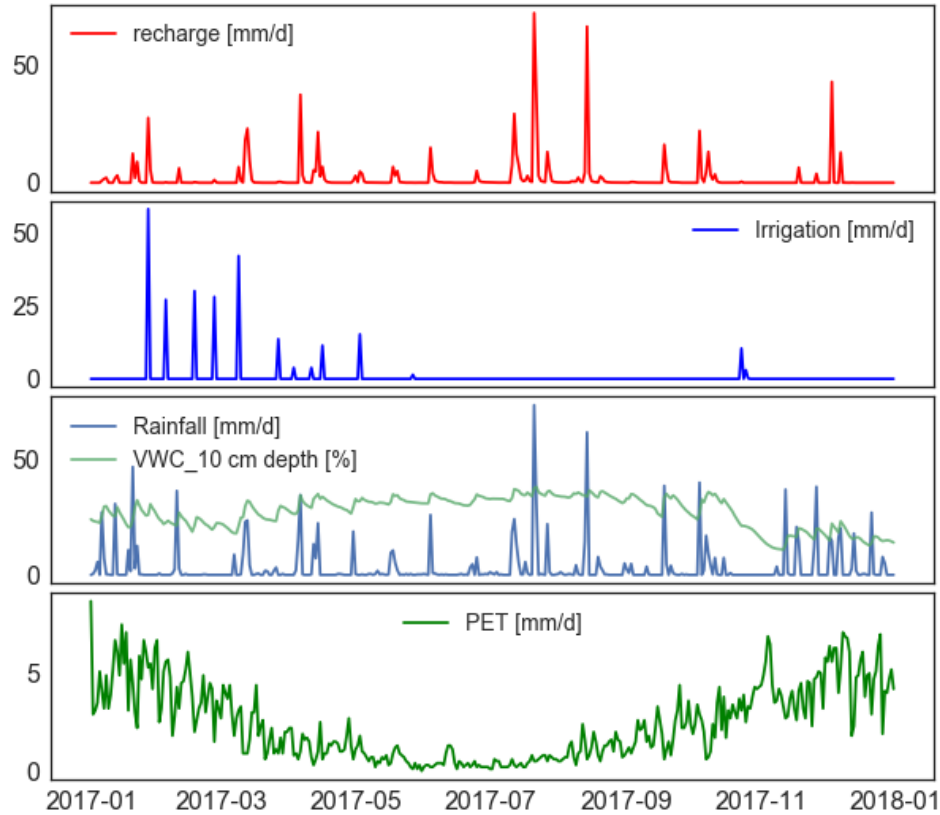 recharge [mm/d]
50
0
Irrigation [mm/d]
50
25
0
Rainfall [mm/d]
VWC_10 cm depth [%]
50
0
PET [mm/d]
5
0
2017-01 2017-03 2017-05 2017-07 2017-09 2017-11 2018-01